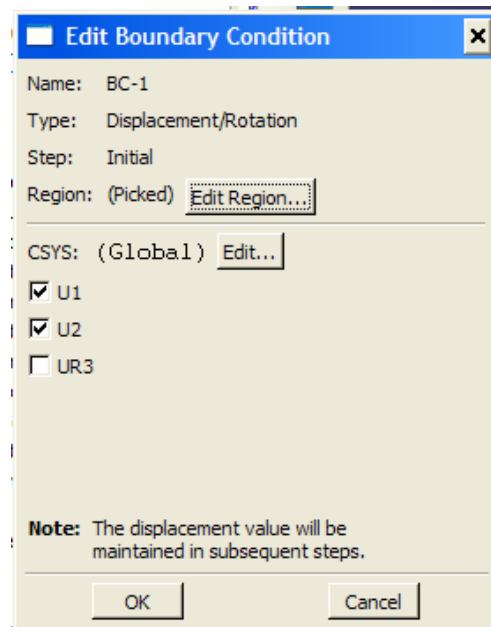 Edit Boundary Condition
Name: BC-1
Type: Displacement/Rotation
Step: Initial
Region: (Picked) Edit Region...
CSYS: (Global) Edit...
U1
U2
UR3
Note: The displacement value will be
maintained in subsequent steps.
OK Cancel